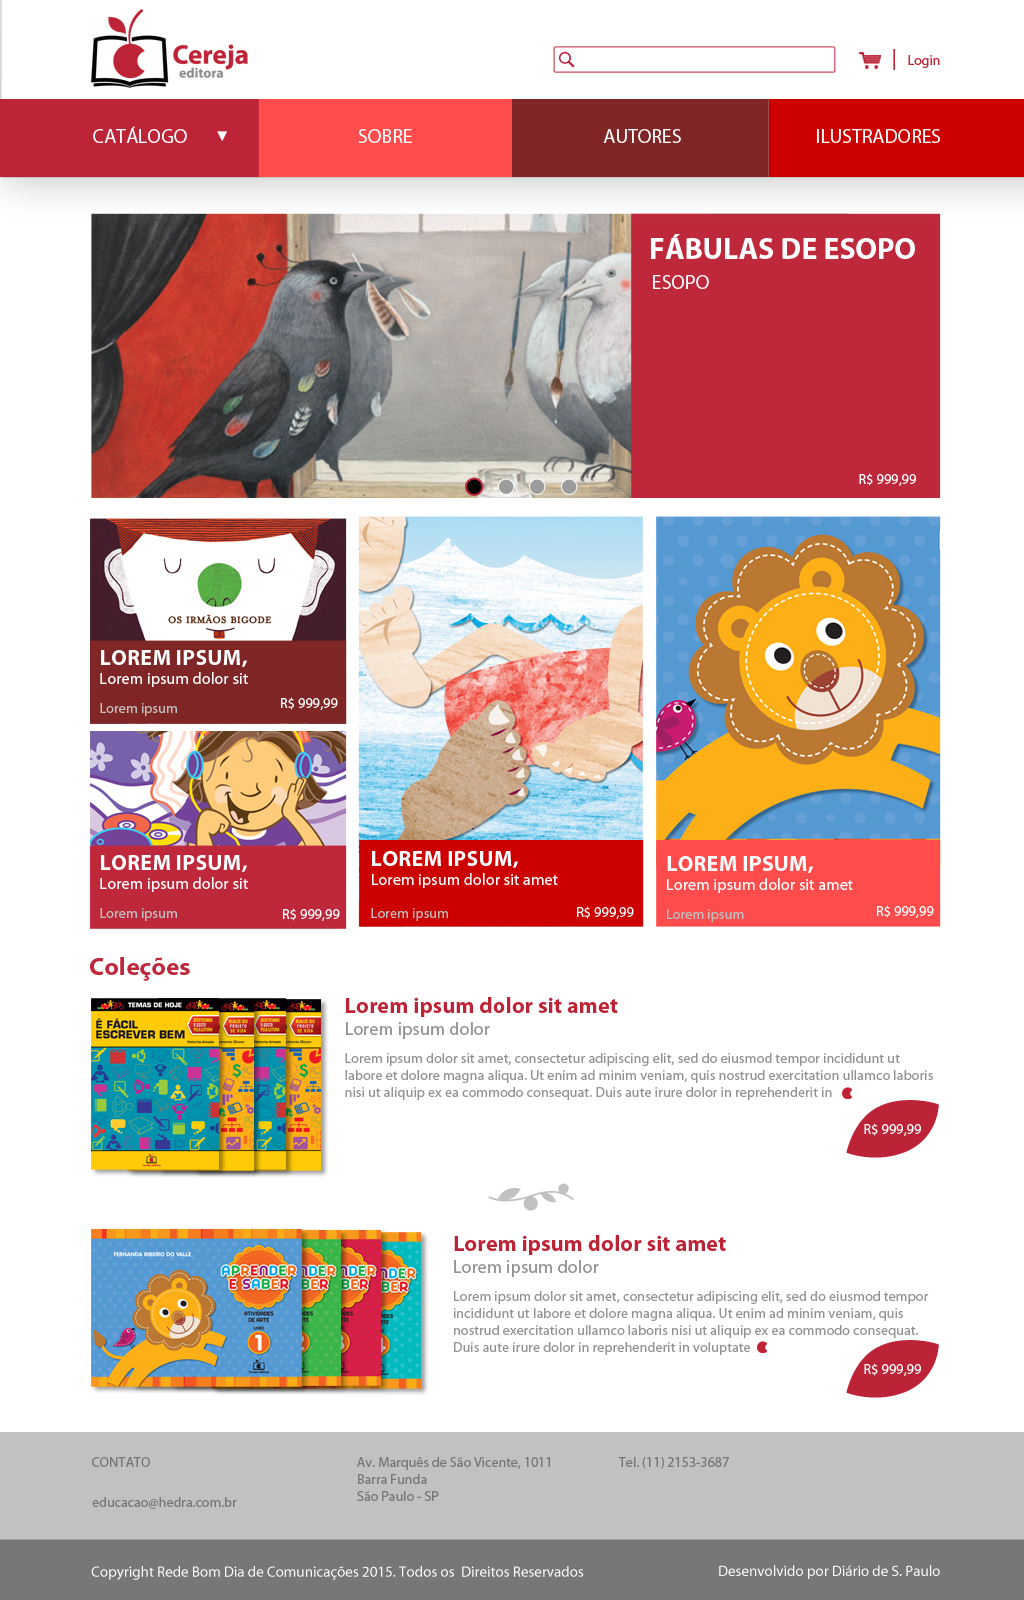 Cereja
editora
Login
CATÁLOGO ▼
SOBRE
AUTORES
ILUSTRADORES
FÁBULAS DE ESOPO
ESOPO
R$ 999,99
OS IRMÃOS BIGODE
LOREM IPSUM,
Lorem ipsum dolor sit
Lorem ipsum
R$ 999,99
LOREM IPSUM,
Lorem ipsum dolor sit
Lorem ipsum
R$ 999,99
LOREM IPSUM,
Lorem ipsum dolor sit amet
Lorem ipsum
R$ 999,99
LOREM IPSUM,
Lorem ipsum dolor sit amet
Lorem ipsum
R$ 999,99
Coleções
TEMAS DE HOJE
É FÁCIL
ESCREVER BEM
Lorem ipsum dolor sit amet
Lorem ipsum dolor
Lorem ipsum dolor sit amet, consectetur adipiscing elit, sed do eiusmod tempor incididunt ut
labore et dolore magna aliqua. Ut enim ad minim veniam, quis nostrud exercitation ullamco laboris
nisi ut aliquip ex ea commodo consequat. Duis aute irure dolor in reprehenderit in
R$ 999,99
FERNANDA RIBEIRO DO VALLE
APRENDER
E SABER
ATIVIDADES
DE ARTE
LIVRO
1
Lorem ipsum dolor sit amet
Lorem ipsum dolor
Lorem ipsum dolor sit amet, consectetur adipiscing elit, sed do eiusmod tempor
incididunt ut labore et dolore magna aliqua. Ut enim ad minim veniam, quis
nostrud exercitation ullamco laboris nisi ut aliquip ex ea commodo consequat.
Duis aute irure dolor in reprehenderit in voluptate
R$ 999,99
CONTATO
educacao@hedra.com.br
Av. Marquês de São Vicente, 1011
Barra Funda
São Paulo - SP
Tel. (11) 2153-3687
Copyright Rede Bom Dia de Comunicações 2015. Todos os Direitos Reservados
Desenvolvido por Diário de S. Paulo